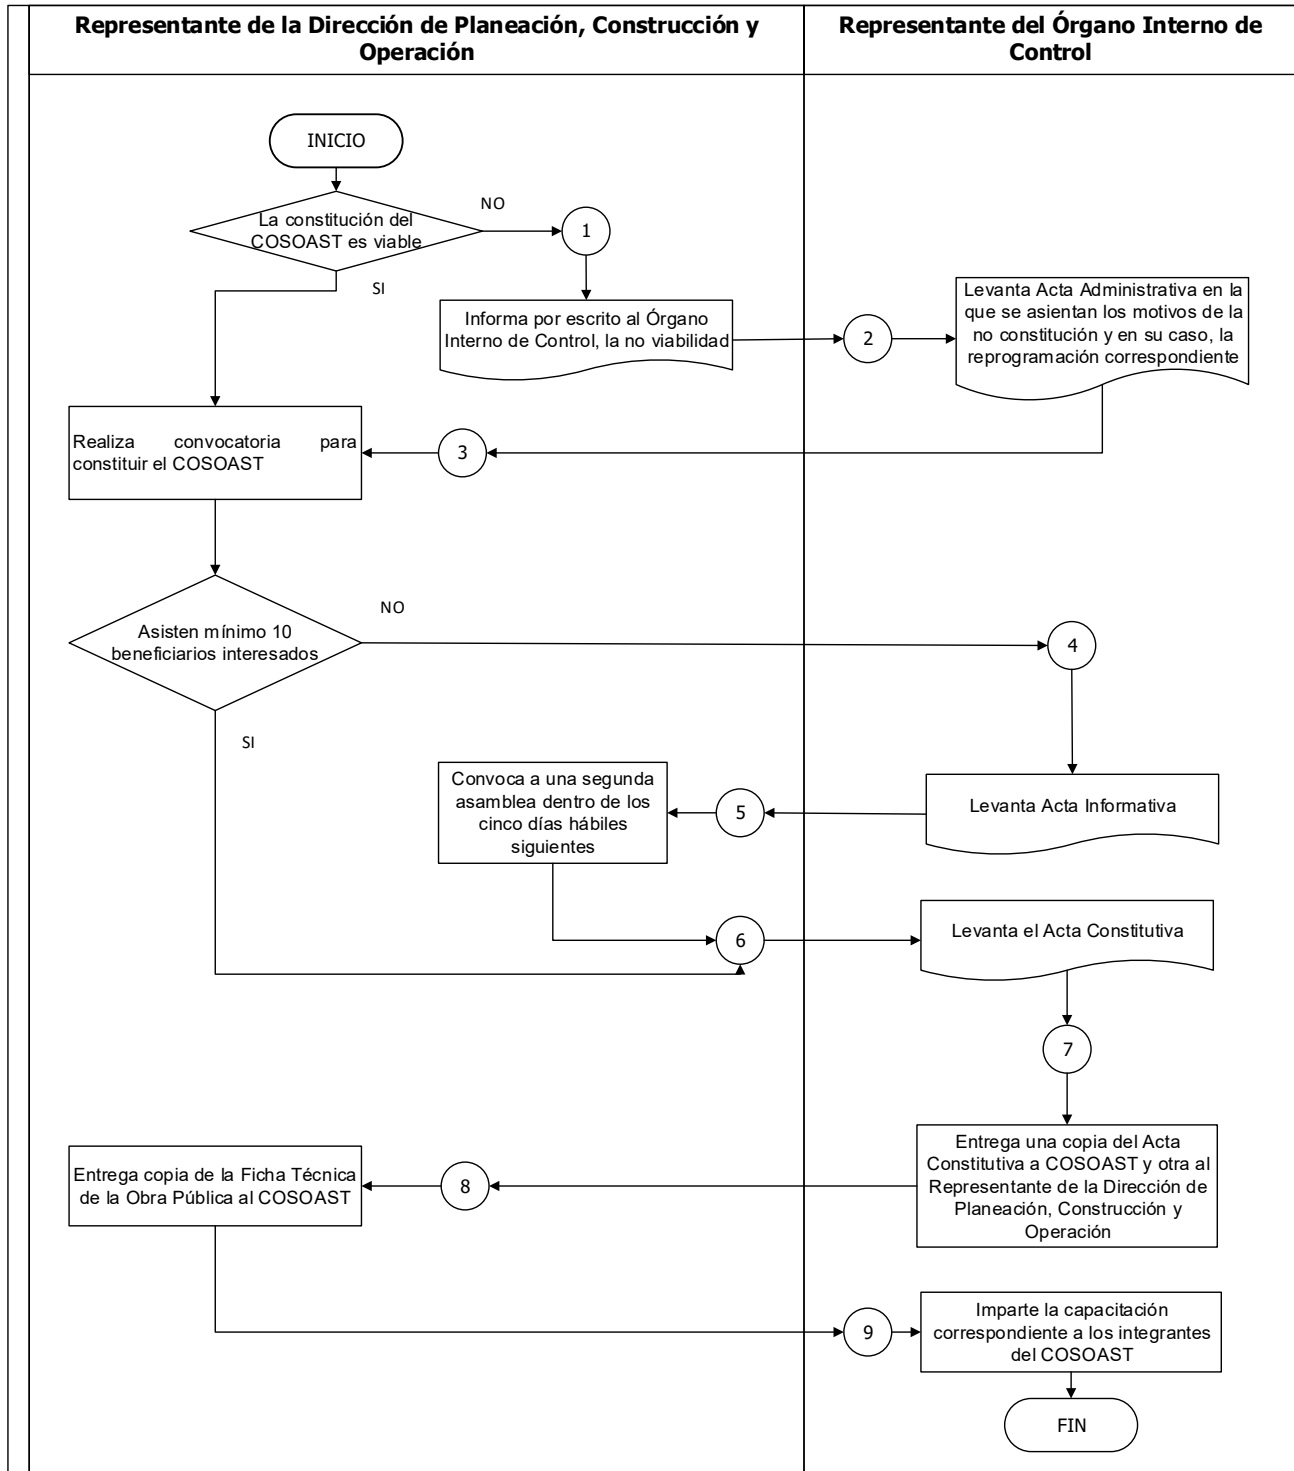 Representante de la Dirección de Planeación, Construcción y
Operación
Representante del Órgano Interno de
Control
INICIO
La constitución del
COSOAST es viable
NO
1
SI
Informa por escrito al Órgano
Interno de Control, la no viabilidad
2
Levanta Acta Administrativa en la
que se asientan los motivos de la
no constitución y en su caso, la
reprogramación correspondiente
Realiza convocatoria para
constituir el COSOAST
3
Asisten mínimo 10
beneficiarios interesados
NO
4
SI
Convoca a una segunda
asamblea dentro de los
cinco días hábiles
siguientes
5
Levanta Acta Informativa
6
Levanta el Acta Constitutiva
7
Entrega una copia del Acta
Constitutiva a COSOAST y otra al
Representante de la Dirección de
Planeación, Construcción y
Operación
Entrega copia de la Ficha Técnica
de la Obra Pública al COSOAST
8
9
Imparte la capacitación
correspondiente a los integrantes
del COSOAST
FIN